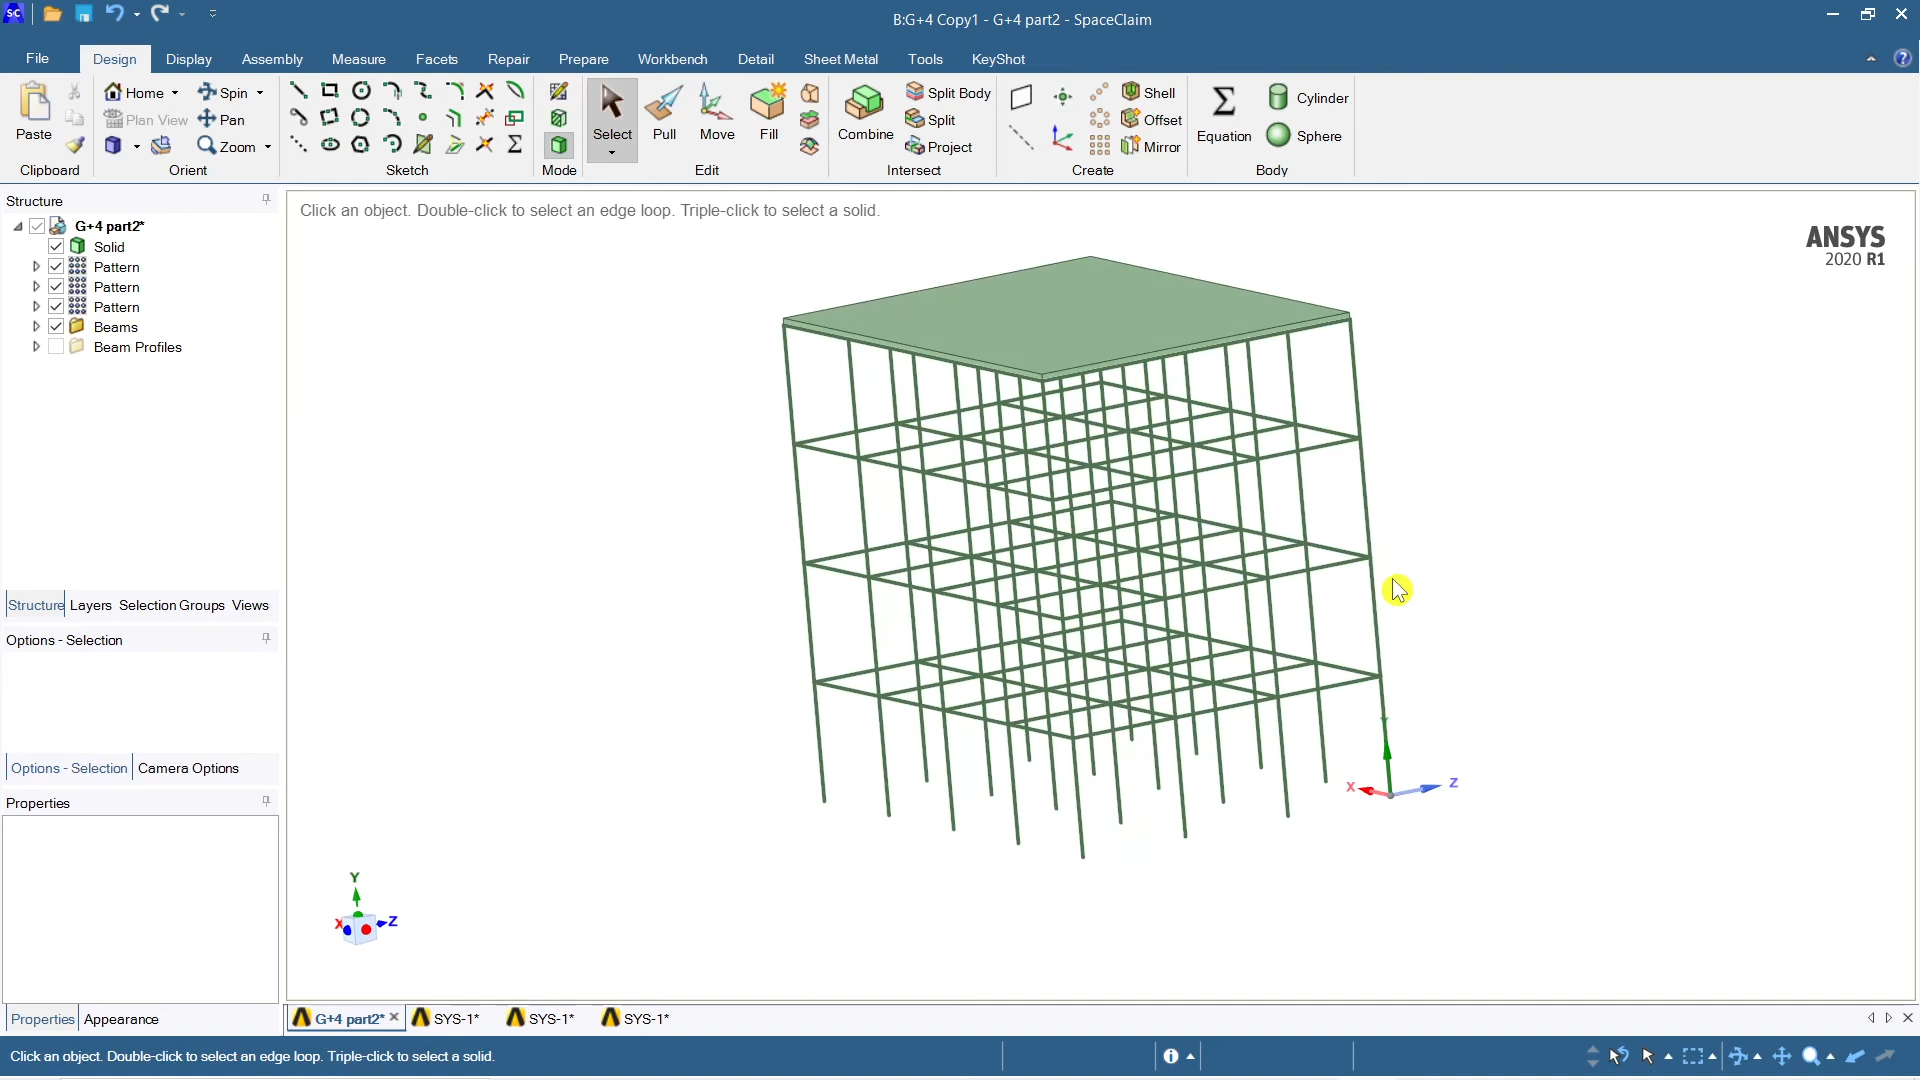 SC
B:G+4 Copy1 - G+4 part2 - SpaceClaim
File Design Display Assembly Measure Facets Repair Prepare Workbench Detail Sheet Metal Tools KeyShot
Paste
Clipboard
Home Spin
Plan View Pan
Zoom
Orient
Sketch
Mode
Select Pull Move Fill
Edit
Combine
Split Body
Split
Project
Intersect
Shell
Offset
Mirror
Create
Equation
Cylinder
Sphere
Body
Structure
G+4 part2*
Solid
Pattern
Pattern
Pattern
Beams
Beam Profiles
Structure Layers Selection Groups Views
Options - Selection
Options - Selection Camera Options
Properties
Properties Appearance
Click an object. Double-click to select an edge loop. Triple-click to select a solid.
ANSYS
2020 R1
Y
X Z
Y
X Z
G+4 part2* SYS-1* SYS-1* SYS-1*
Click an object. Double-click to select an edge loop. Triple-click to select a solid.